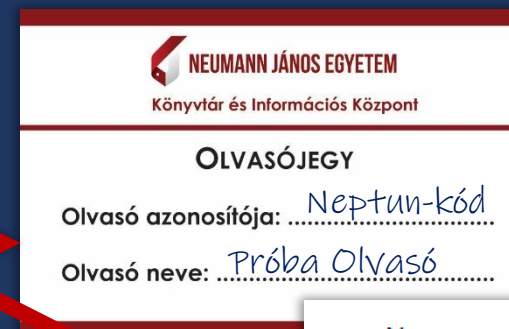 NEUMANN JÁNOS EGYETEM
Könyvtár és Információs Központ
OLVASÓJEGY
Olvasó azonosítója: ....Neptun-kód....
Olvasó neve: ....Próba Olvasó....